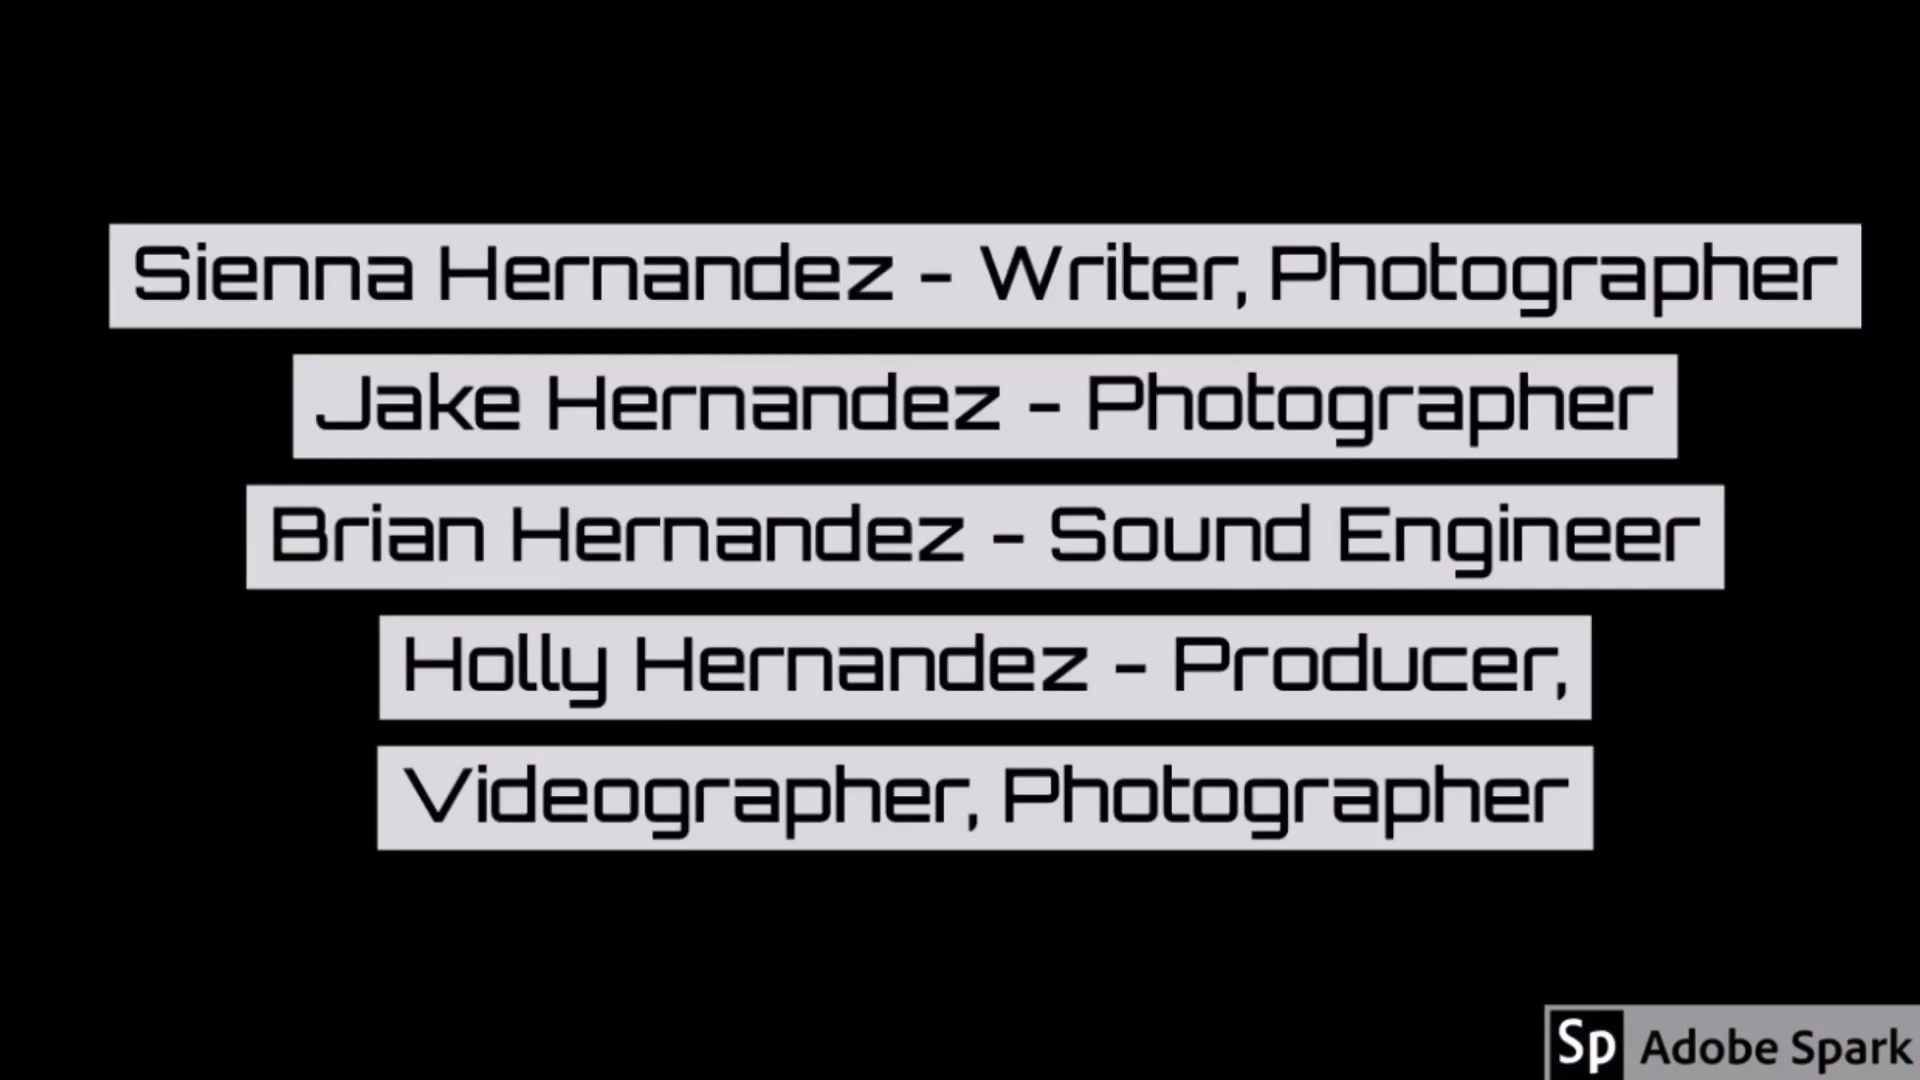 Sienna Hernandez - Writer, Photographer
Jake Hernandez - Photographer
Brian Hernandez - Sound Engineer
Holly Hernandez - Producer,
Videographer, Photographer
Sp Adobe Spark